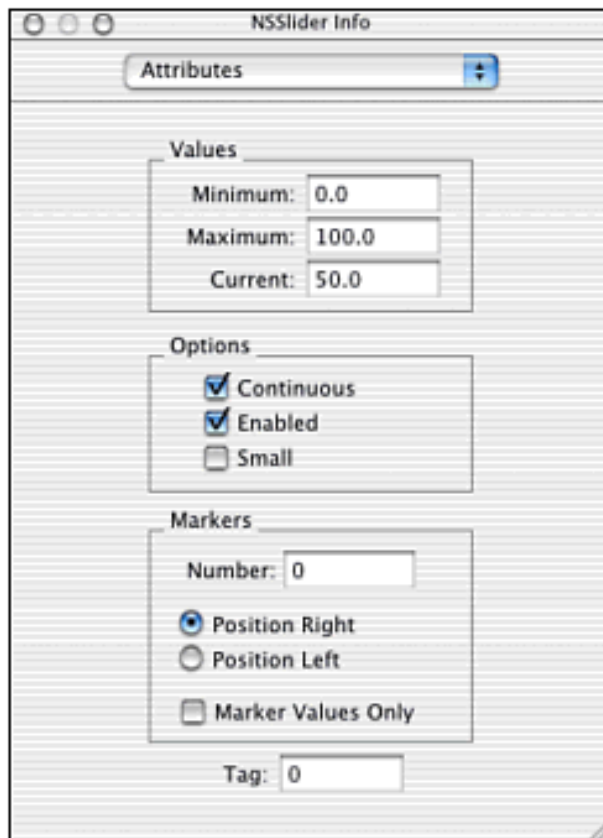 NSSlider Info
Attributes
Values
Minimum: 0.0
Maximum: 100.0
Current: 50.0
Options
Continuous
Enabled
Small
Markers
Number: 0
Position Right
Position Left
Marker Values Only
Tag: 0